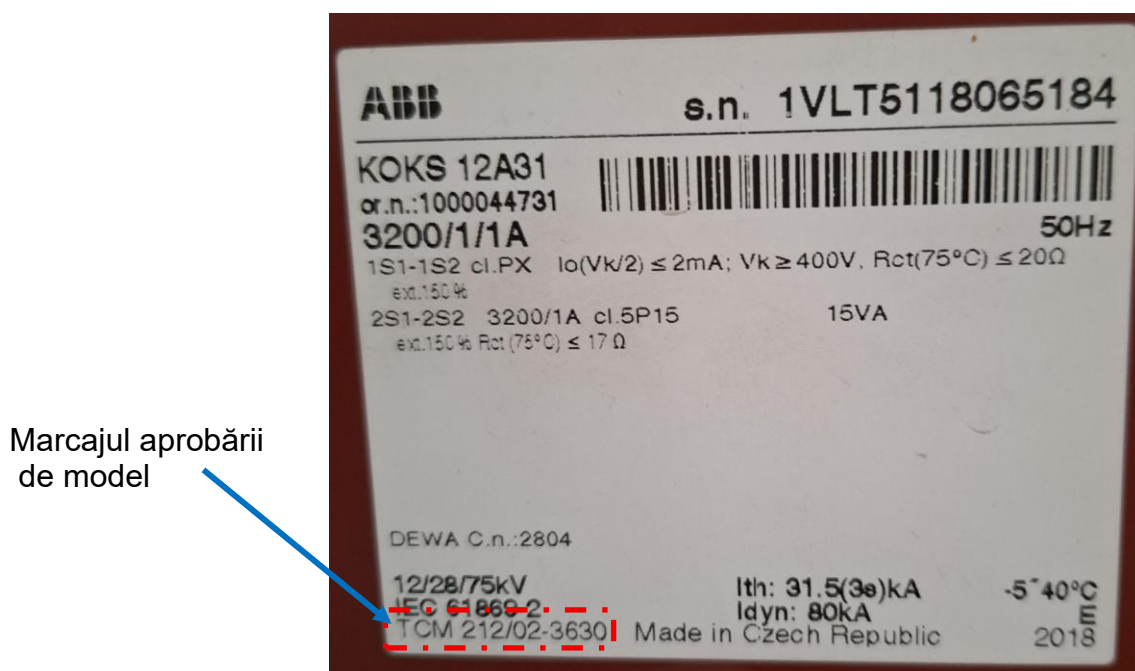 ABB s.n. 1VLT5118065184
KOKS 12A31
or.n.:1000044731
3200/1/1A 50Hz
1S1-1S2 cl.PX Io(Vk/2) ≤ 2mA; Vk ≥ 400V, Rct(75°C) ≤ 20Ω
ext.150%
2S1-2S2 3200/1A cl.5P15 15VA
ext.150% Rct (75°C) ≤ 17 Ω
Marcajul aprobării
de model
DEWA C.n.:2804
12/28/75kV Ith: 31.5(3s)kA -5~40°C
IEC 61869-2 Idyn: 80kA E
TCM 212/02-3630 Made in Czech Republic 2018